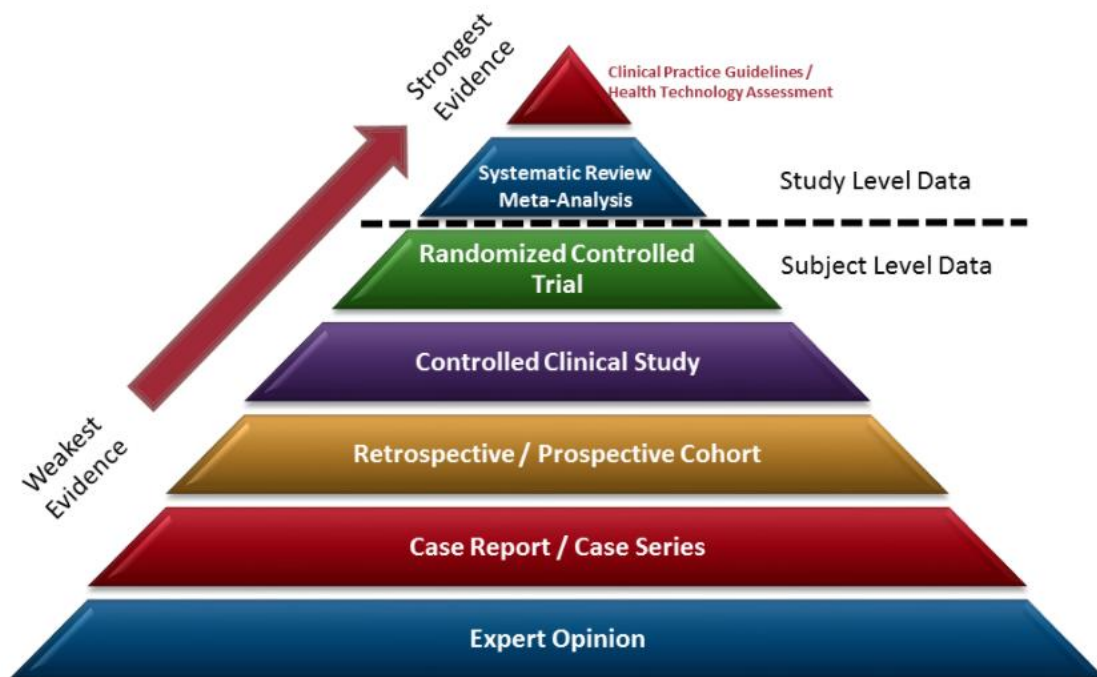 Strongest
Evidence
Clinical Practice Guidelines /
Health Technology Assessment
Systematic Review
Meta-Analysis
Study Level Data
Randomized Controlled
Trial
Subject Level Data
Controlled Clinical Study
Weakest
Evidence
Retrospective / Prospective Cohort
Case Report / Case Series
Expert Opinion